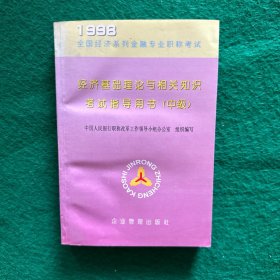 1998
全国经济系列金融专业职称考试
经济基础理论与相关知识
考试指导用书（中级）
中国人民银行职称改革工作领导小组办公室 组织编写
JINRONG ZHICHENG KAOSHI
企业管理出版社